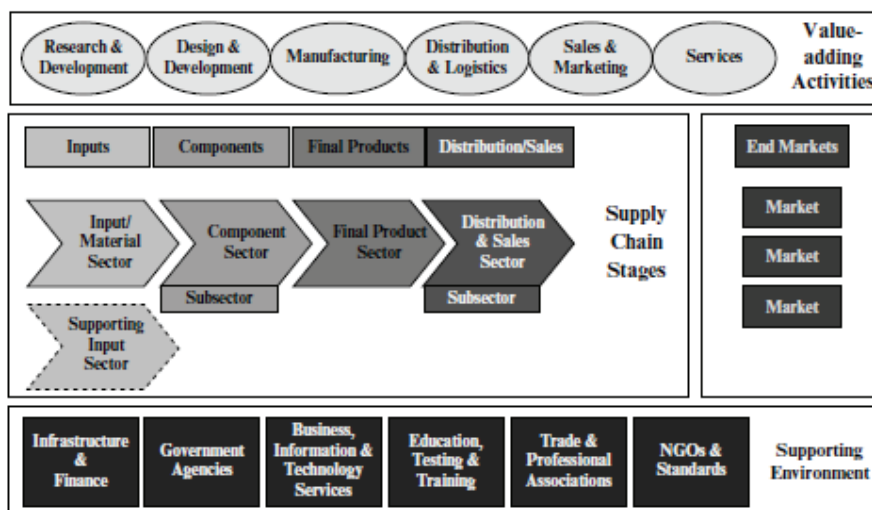 Research &
Development
Design &
Development
Manufacturing
Distribution
& Logistics
Sales &
Marketing
Services
Value-
adding
Activities
Inputs
Components
Final Products
Distribution/Sales
End Markets
Input/
Material
Sector
Component
Sector
Final Product
Sector
Distribution
& Sales
Sector
Supply
Chain
Stages
Market
Market
Market
Subsector
Subsector
Supporting
Input
Sector
Infrastructure
&
Finance
Government
Agencies
Business,
Information &
Technology
Services
Education,
Testing &
Training
Trade &
Professional
Associations
NGOs &
Standards
Supporting
Environment